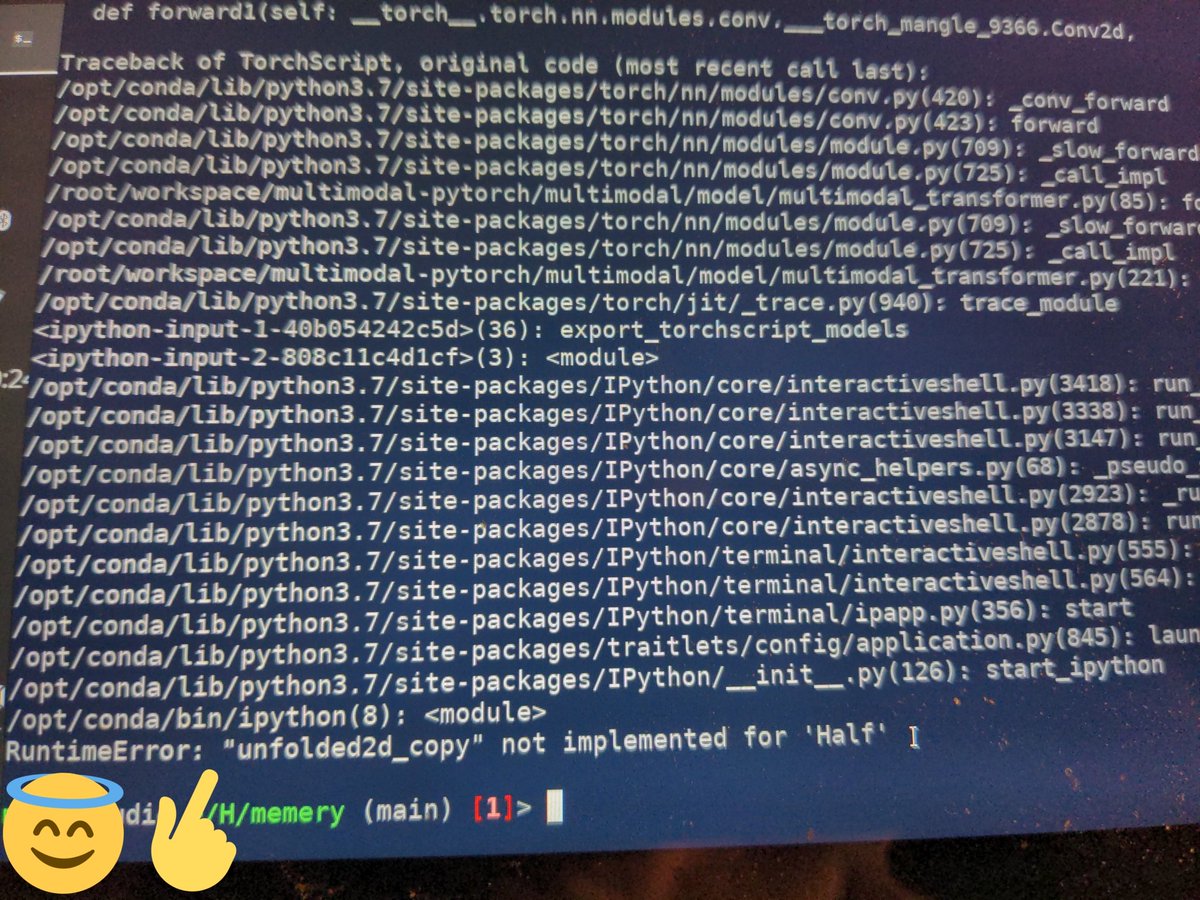 def forward1(self: __torch__.torch.nn.modules.conv.___torch_mangle_9366.Conv2d,
Traceback of TorchScript, original code (most recent call last):
/opt/conda/lib/python3.7/site-packages/torch/nn/modules/conv.py(420): _conv_forward
/opt/conda/lib/python3.7/site-packages/torch/nn/modules/conv.py(423): forward
/opt/conda/lib/python3.7/site-packages/torch/nn/modules/module.py(709): _slow_forward
/opt/conda/lib/python3.7/site-packages/torch/nn/modules/module.py(725): _call_impl
/root/workspace/multimodal-pytorch/multimodal/model/multimodal_transformer.py(85): fo
/opt/conda/lib/python3.7/site-packages/torch/nn/modules/module.py(709): _slow_forward
/opt/conda/lib/python3.7/site-packages/torch/nn/modules/module.py(725): _call_impl
/root/workspace/multimodal-pytorch/multimodal/model/multimodal_transformer.py(221):
/opt/conda/lib/python3.7/site-packages/torch/jit/_trace.py(940): trace_module
<ipython-input-1-40b054242c5d>(36): export_torchscript_models
<ipython-input-2-808c11c4d1cf>(3): <module>
/opt/conda/lib/python3.7/site-packages/IPython/core/interactiveshell.py(3418): run_
/opt/conda/lib/python3.7/site-packages/IPython/core/interactiveshell.py(3338): run_
/opt/conda/lib/python3.7/site-packages/IPython/core/interactiveshell.py(3147): run_
/opt/conda/lib/python3.7/site-packages/IPython/core/async_helpers.py(68): _pseudo_
/opt/conda/lib/python3.7/site-packages/IPython/core/interactiveshell.py(2923): _ru
/opt/conda/lib/python3.7/site-packages/IPython/core/interactiveshell.py(2878): run
/opt/conda/lib/python3.7/site-packages/IPython/terminal/interactiveshell.py(555):
/opt/conda/lib/python3.7/site-packages/IPython/terminal/interactiveshell.py(564):
/opt/conda/lib/python3.7/site-packages/IPython/terminal/ipapp.py(356): start
/opt/conda/lib/python3.7/site-packages/traitlets/config/application.py(845): laun
/opt/conda/lib/python3.7/site-packages/IPython/__init__.py(126): start_ipython
/opt/conda/bin/ipython(8): <module>
RuntimeError: "unfolded2d_copy" not implemented for 'Half'
/H/memery (main) [1]>